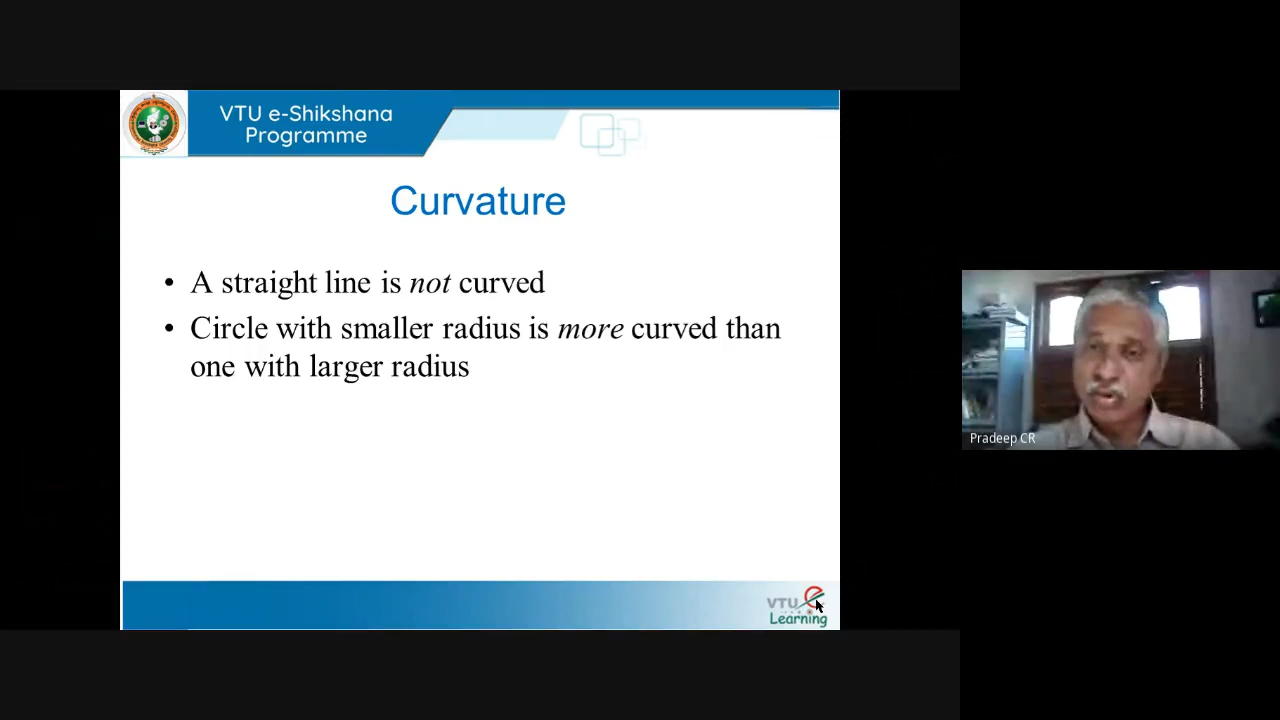 VTU e-Shikshana
Programme
Curvature
• A straight line is not curved
• Circle with smaller radius is more curved than
one with larger radius
Pradeep CR
VTU e
Learning